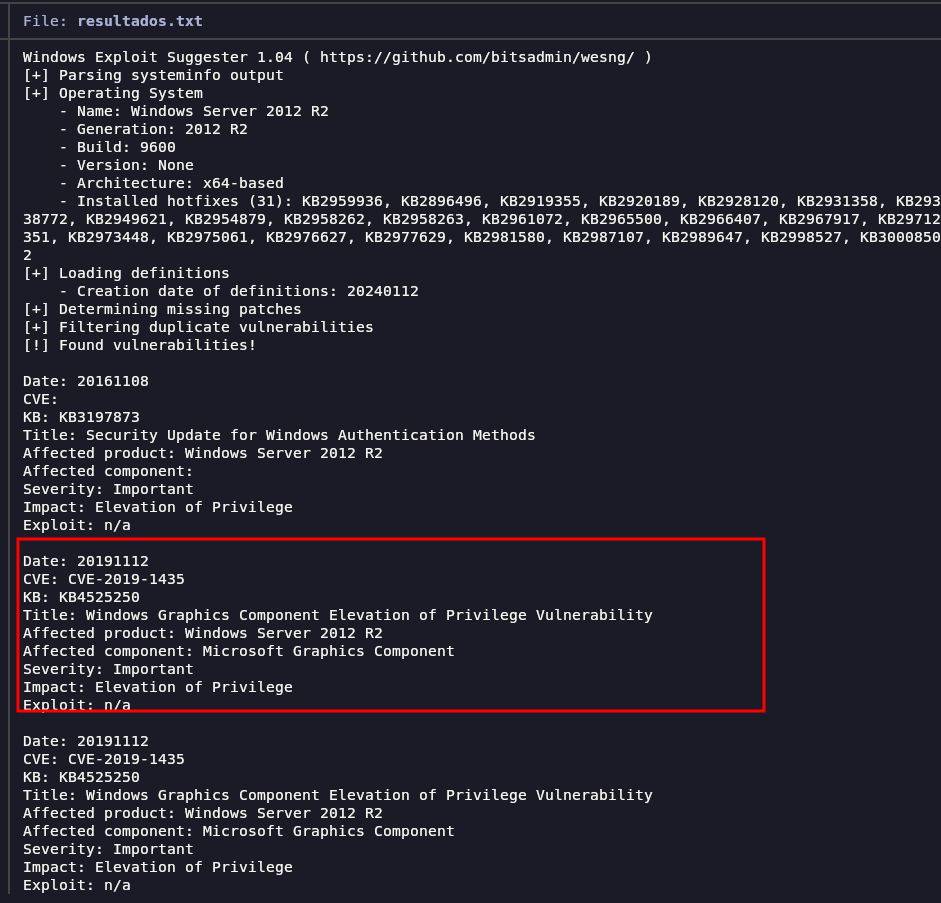 File: resultados.txt
Windows Exploit Suggester 1.04 ( https://github.com/bitsadmin/wesng/ )
[+] Parsing systeminfo output
[+] Operating System
    - Name: Windows Server 2012 R2
    - Generation: 2012 R2
    - Build: 9600
    - Version: None
    - Architecture: x64-based
    - Installed hotfixes (31): KB2959936, KB2896496, KB2919355, KB2920189, KB2928120, KB2931358, KB293
38772, KB2949621, KB2954879, KB2958262, KB2958263, KB2961072, KB2965500, KB2966407, KB2967917, KB29712
351, KB2973448, KB2975061, KB2976627, KB2977629, KB2981580, KB2987107, KB2989647, KB2998527, KB3000850
2
[+] Loading definitions
    - Creation date of definitions: 20240112
[+] Determining missing patches
[+] Filtering duplicate vulnerabilities
[!] Found vulnerabilities!
Date: 20161108
CVE:
KB: KB3197873
Title: Security Update for Windows Authentication Methods
Affected product: Windows Server 2012 R2
Affected component:
Severity: Important
Impact: Elevation of Privilege
Exploit: n/a
Date: 20191112
CVE: CVE-2019-1435
KB: KB4525250
Title: Windows Graphics Component Elevation of Privilege Vulnerability
Affected product: Windows Server 2012 R2
Affected component: Microsoft Graphics Component
Severity: Important
Impact: Elevation of Privilege
Exploit: n/a
Date: 20191112
CVE: CVE-2019-1435
KB: KB4525250
Title: Windows Graphics Component Elevation of Privilege Vulnerability
Affected product: Windows Server 2012 R2
Affected component: Microsoft Graphics Component
Severity: Important
Impact: Elevation of Privilege
Exploit: n/a